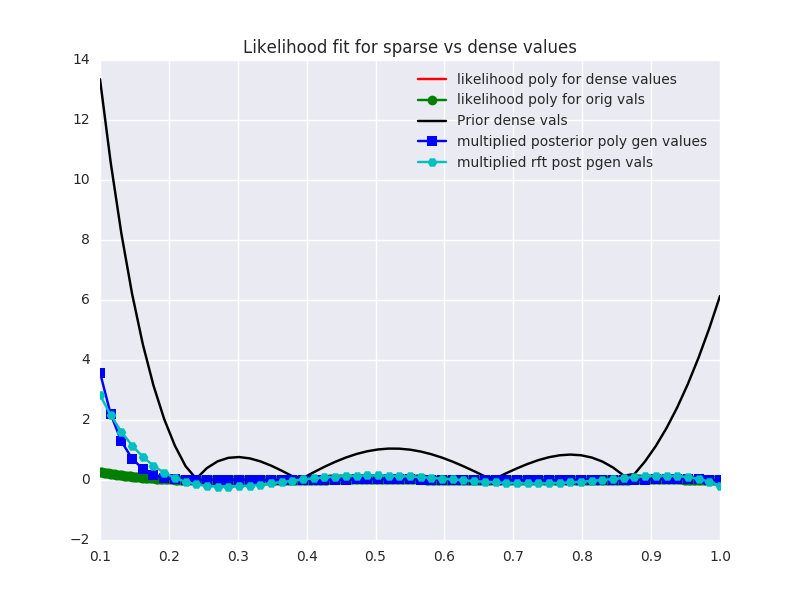 Likelihood fit for sparse vs dense values
14
12
10
8
6
4
2
0
−2
likelihood poly for dense values
likelihood poly for orig vals
Prior dense vals
multiplied posterior poly gen values
multiplied rft post pgen vals
0.1 0.2 0.3 0.4 0.5 0.6 0.7 0.8 0.9 1.0